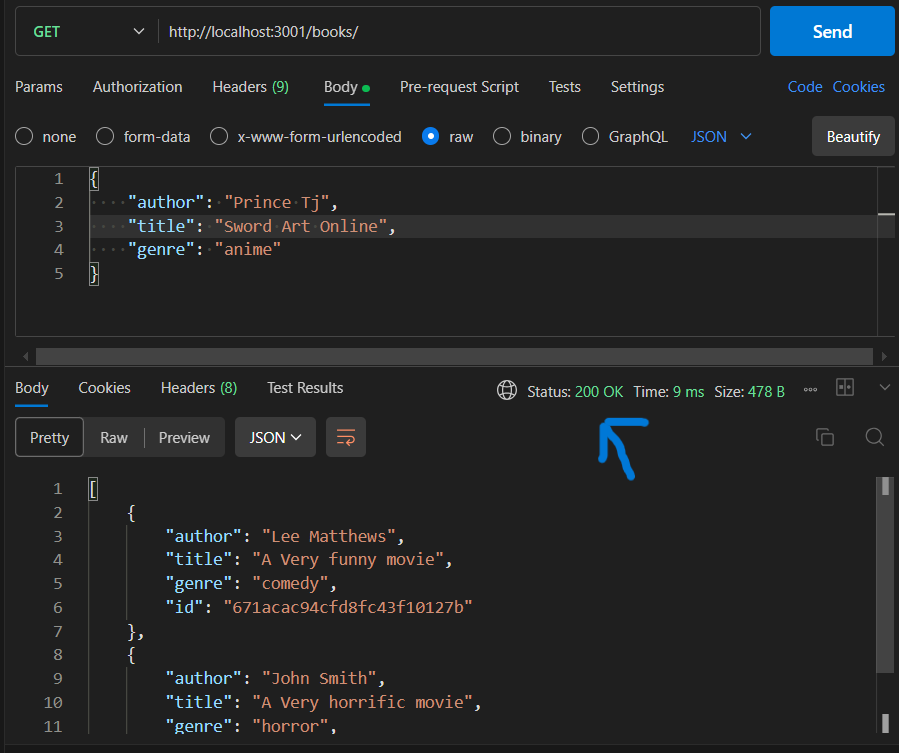 GET http://localhost:3001/books/ Send
Params Authorization Headers (9) Body Pre-request Script Tests Settings Code Cookies
none form-data x-www-form-urlencoded raw binary GraphQL JSON Beautify
1 {
2 "author": "Prince Tj",
3 "title": "Sword Art Online",
4 "genre": "anime"
5 }
Body Cookies Headers (8) Test Results Status: 200 OK Time: 9 ms Size: 478 B
Pretty Raw Preview JSON
1 [
2 {
3 "author": "Lee Matthews",
4 "title": "A Very funny movie",
5 "genre": "comedy",
6 "id": "671acac94cfd8fc43f10127b"
7 },
8 {
9 "author": "John Smith",
10 "title": "A Very horrific movie",
11 "genre": "horror",